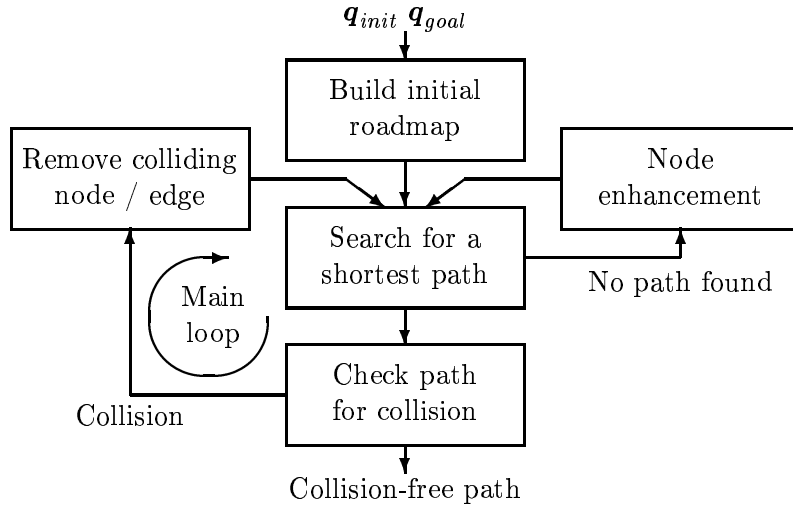 q_init q_goal
Build initial
roadmap
Remove colliding
node / edge
Node
enhancement
Search for a
shortest path
No path found
Main
loop
Check path
for collision
Collision
Collision-free path